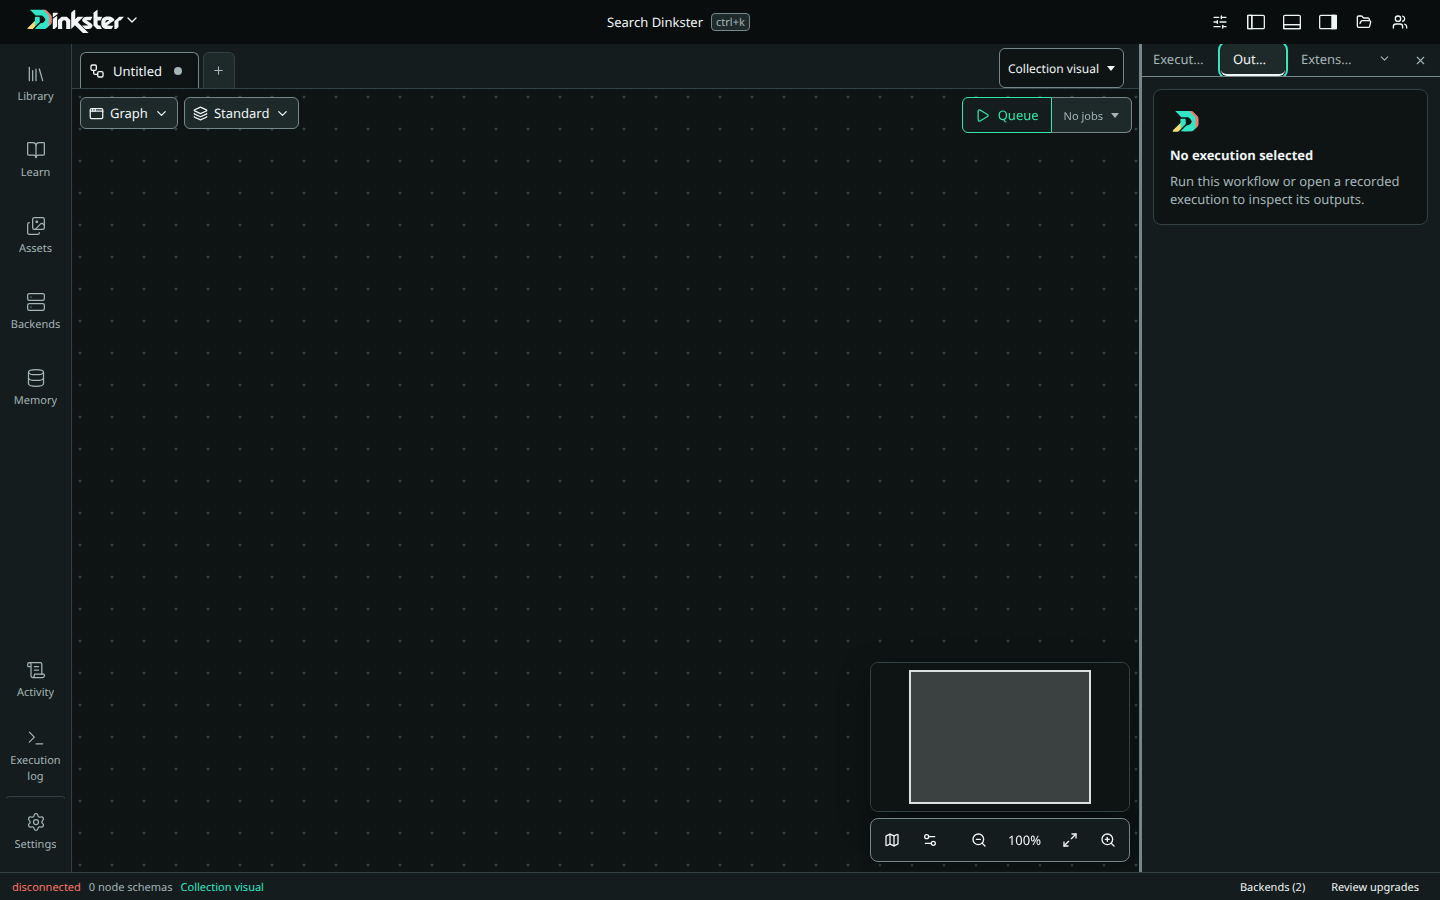 Dinkster
Search Dinkster ctrl+k
Library
Learn
Assets
Backends
Memory
Activity
Execution
log
Settings
Untitled
Collection visual
Graph
Standard
Queue
No jobs
100%
Execut...
Out...
Extens...
No execution selected
Run this workflow or open a recorded
execution to inspect its outputs.
disconnected 0 node schemas Collection visual
Backends (2) Review upgrades